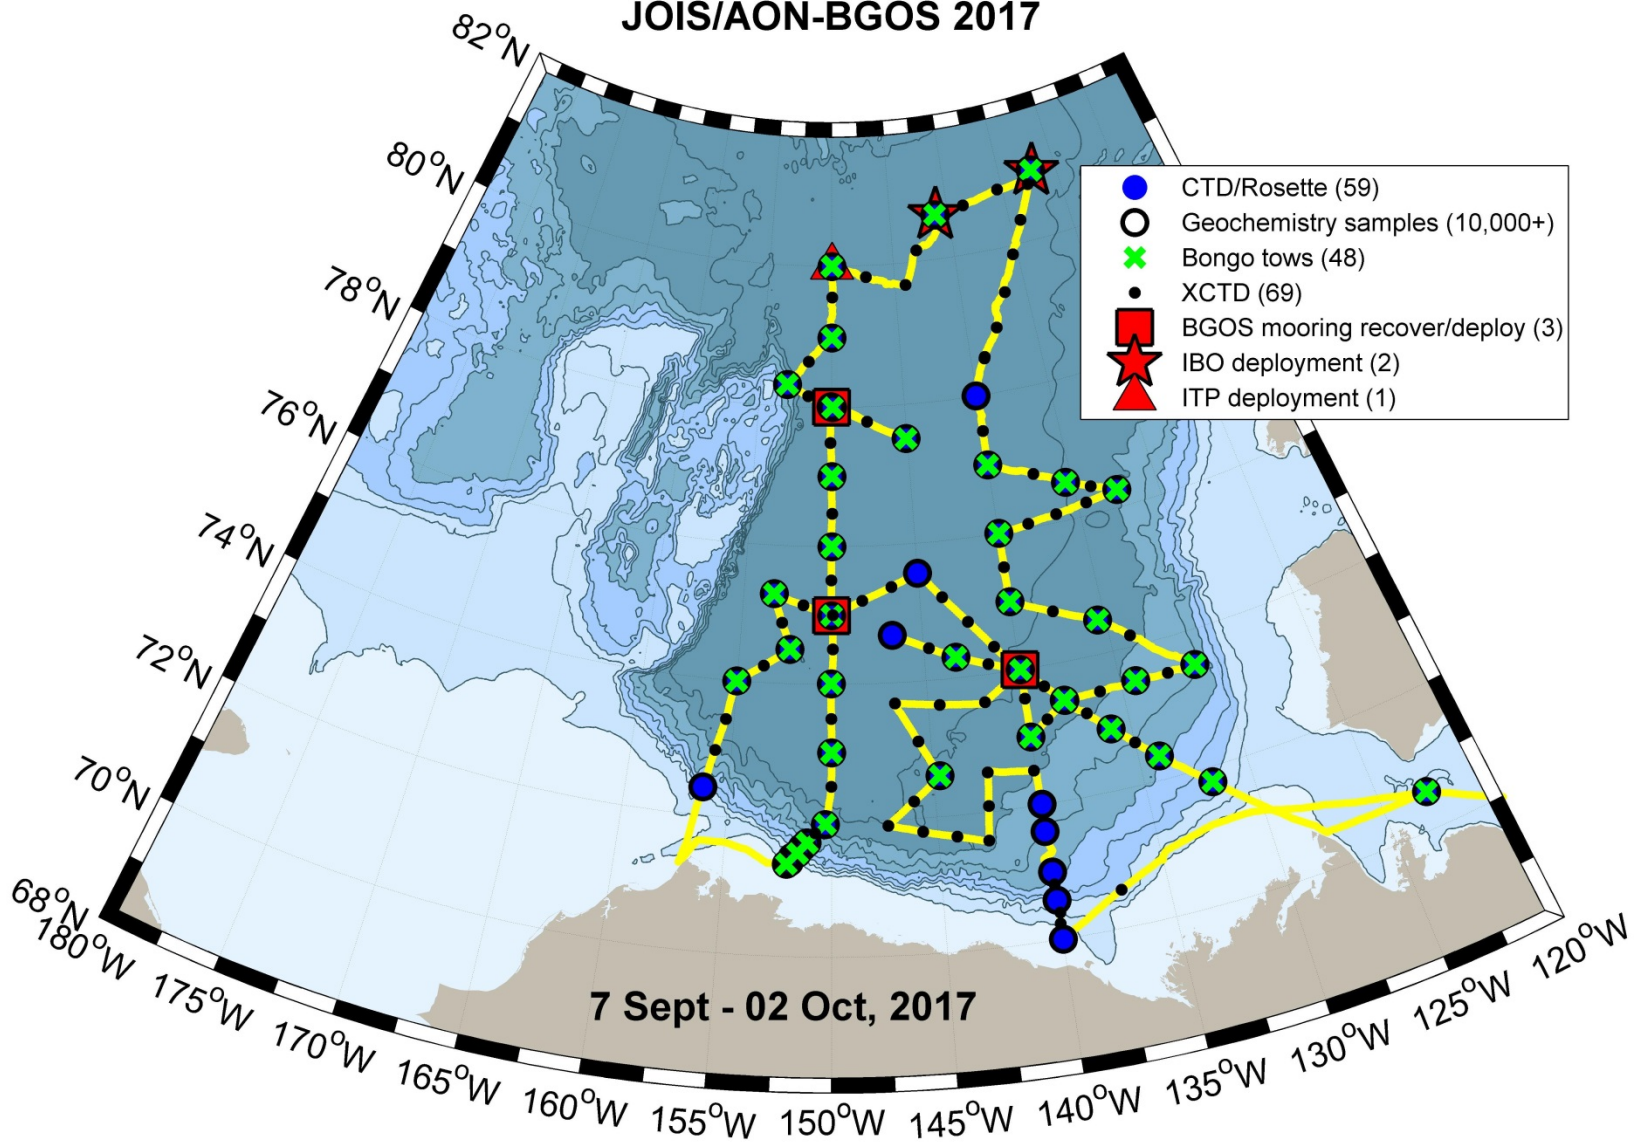 JOIS/AON-BGOS 2017
82°N
80°N
78°N
76°N
74°N
72°N
70°N
68°N
CTD/Rosette (59)
Geochemistry samples (10,000+)
Bongo tows (48)
XCTD (69)
BGOS mooring recover/deploy (3)
IBO deployment (2)
ITP deployment (1)
7 Sept - 02 Oct, 2017
180°W
175°W
170°W
165°W
160°W
155°W
150°W
145°W
140°W
135°W
130°W
125°W
120°W